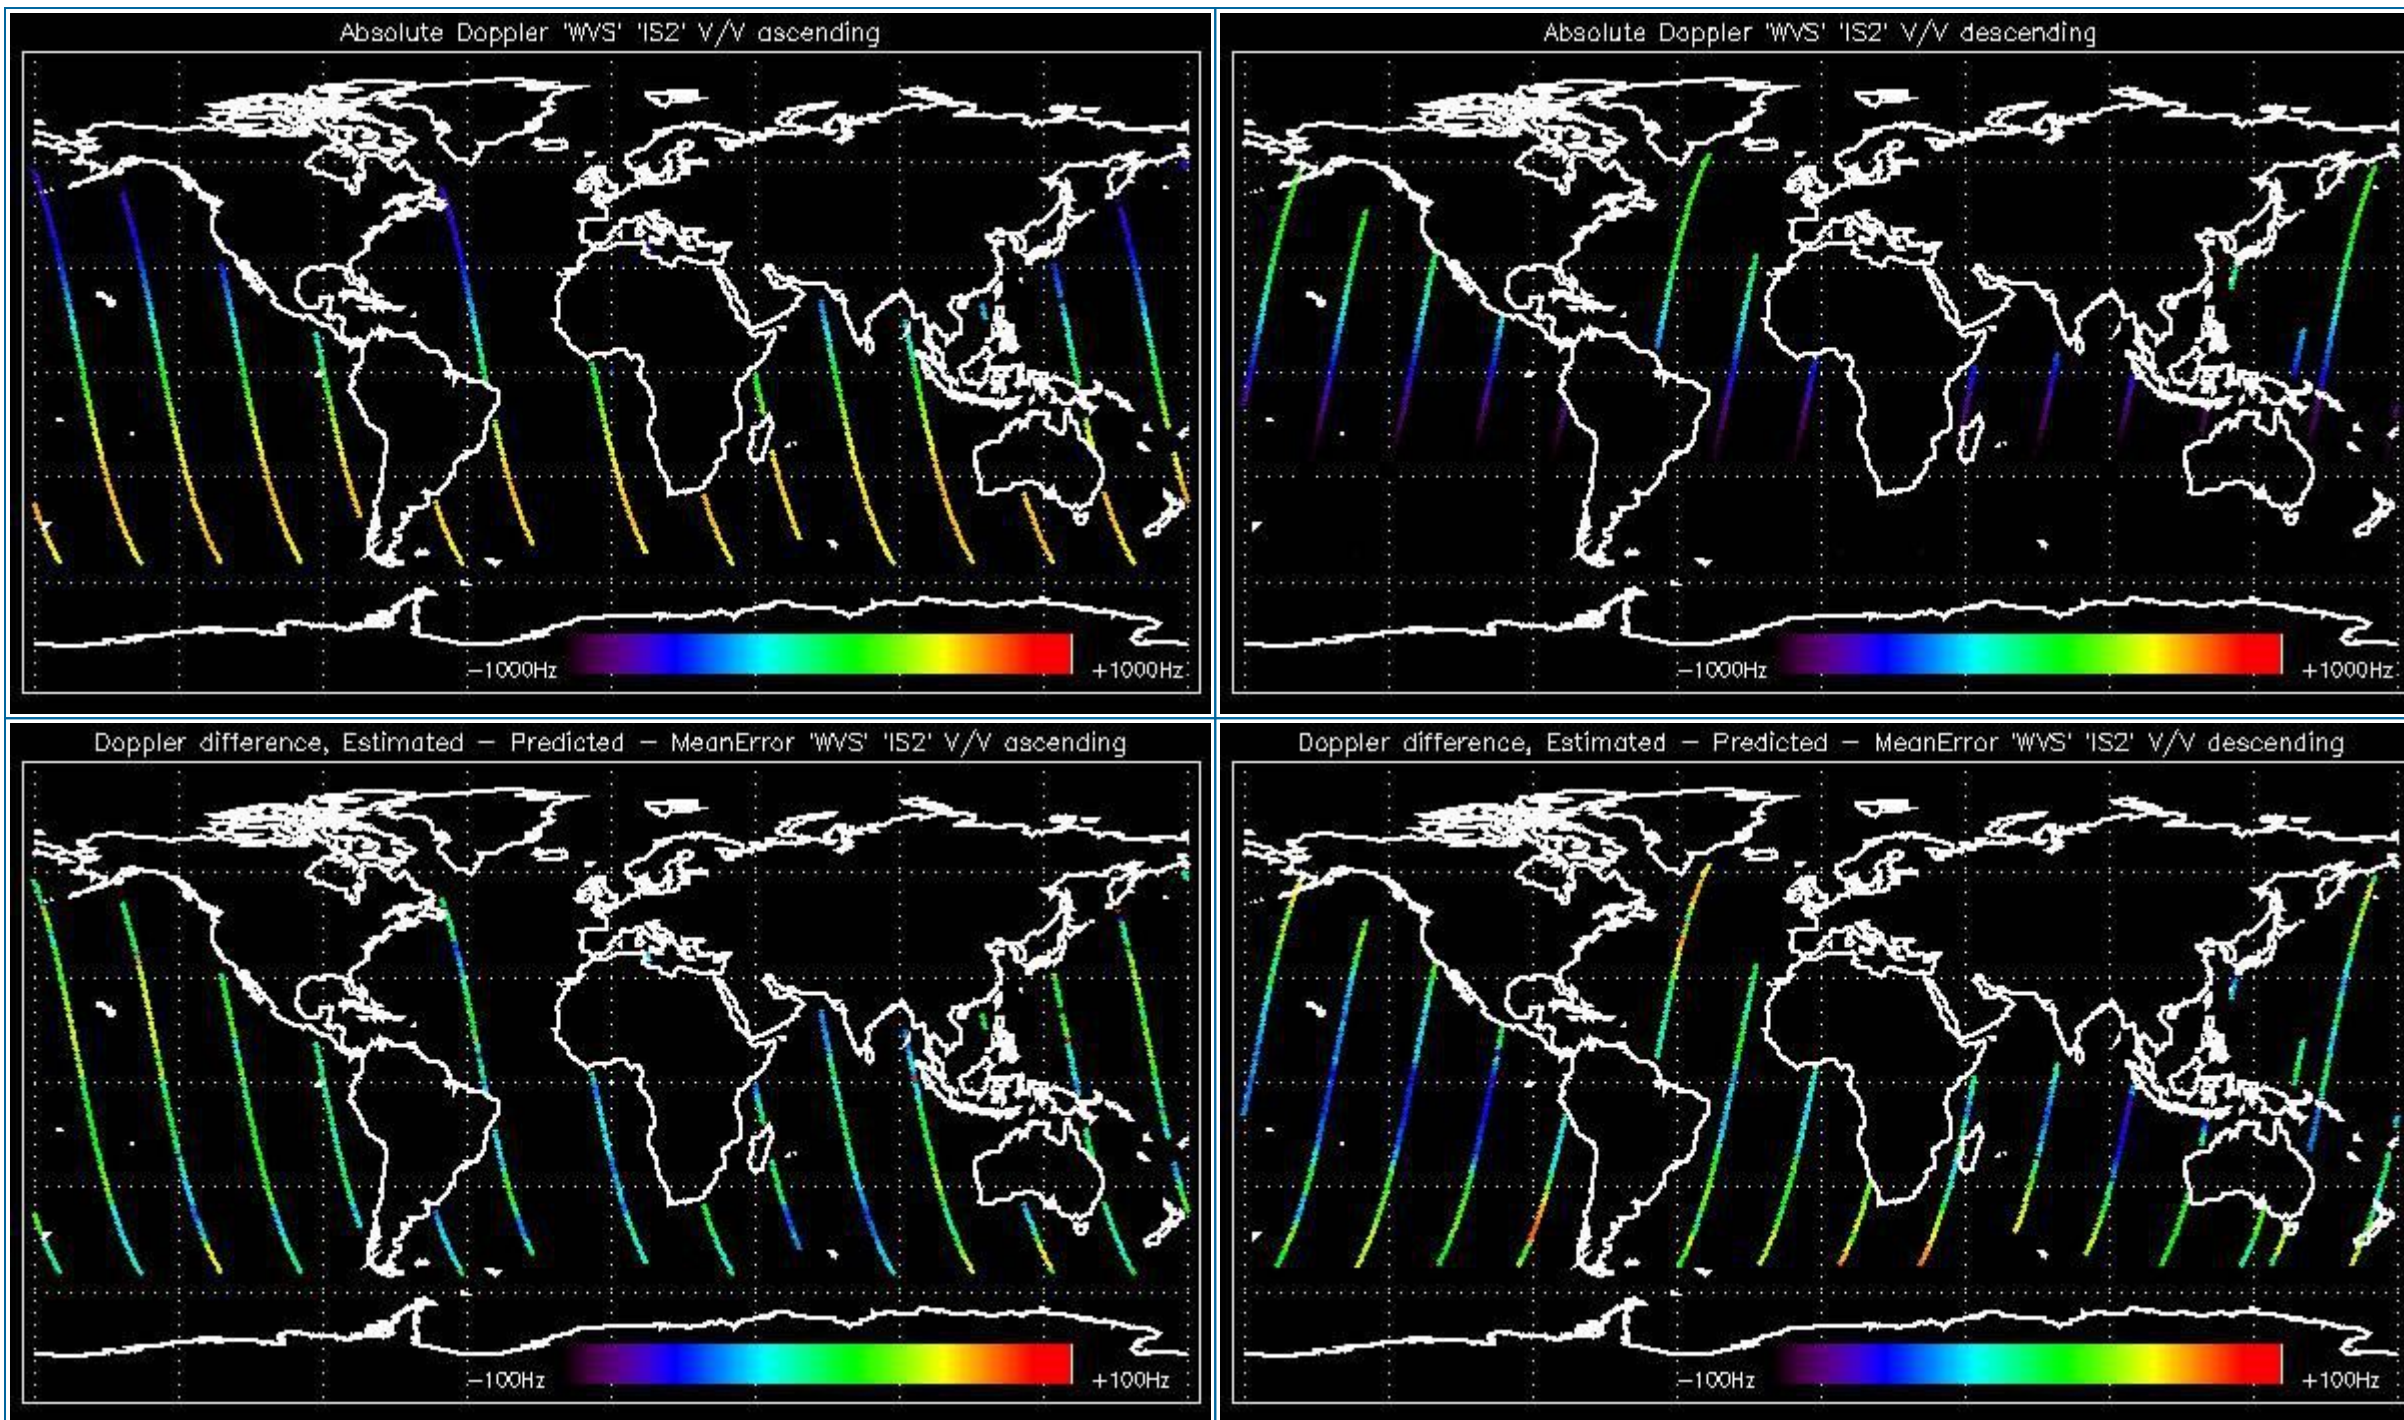 Absolute Doppler 'WVS' 'IS2' V/V ascending
-1000Hz
+1000Hz
Absolute Doppler 'WVS' 'IS2' V/V descending
-1000Hz
+1000Hz
Doppler difference, Estimated - Predicted - MeanError 'WVS' 'IS2' V/V ascending
-100Hz
+100Hz
Doppler difference, Estimated - Predicted - MeanError 'WVS' 'IS2' V/V descending
-100Hz
+100Hz